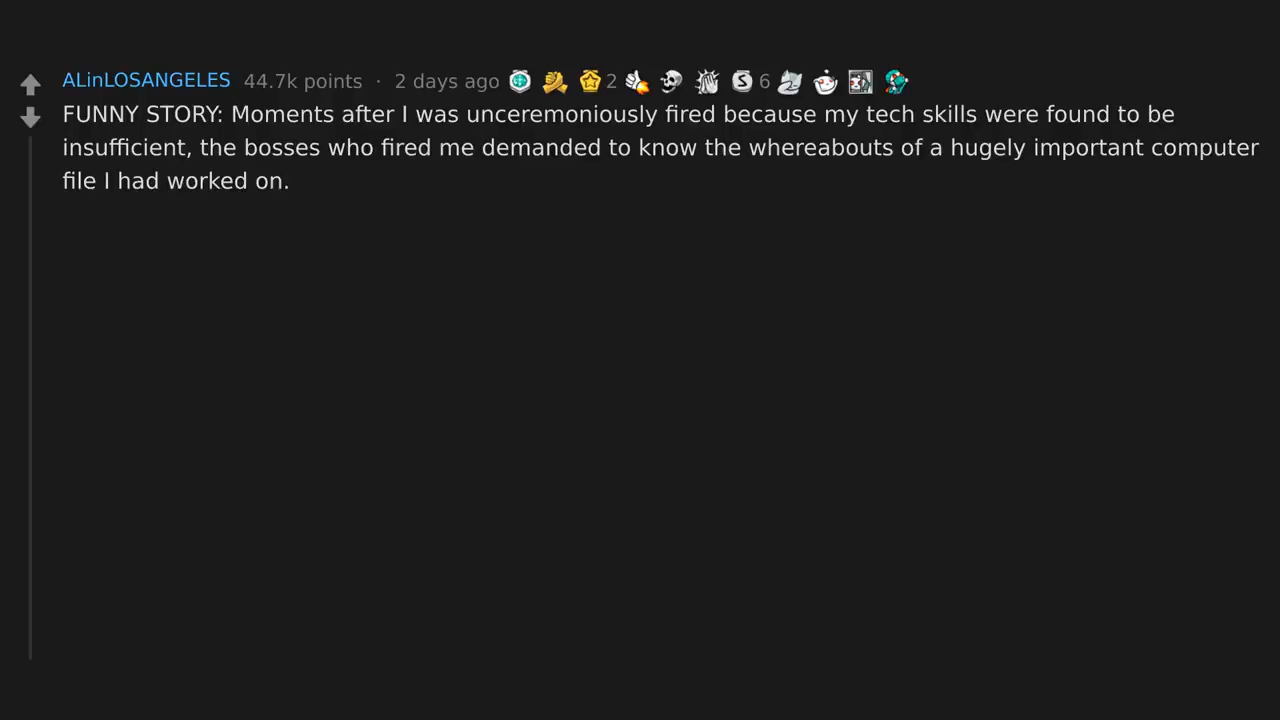 ALinLOSANGELES 44.7k points · 2 days ago 2 6
FUNNY STORY: Moments after I was unceremoniously fired because my tech skills were found to be
insufficient, the bosses who fired me demanded to know the whereabouts of a hugely important computer
file I had worked on.